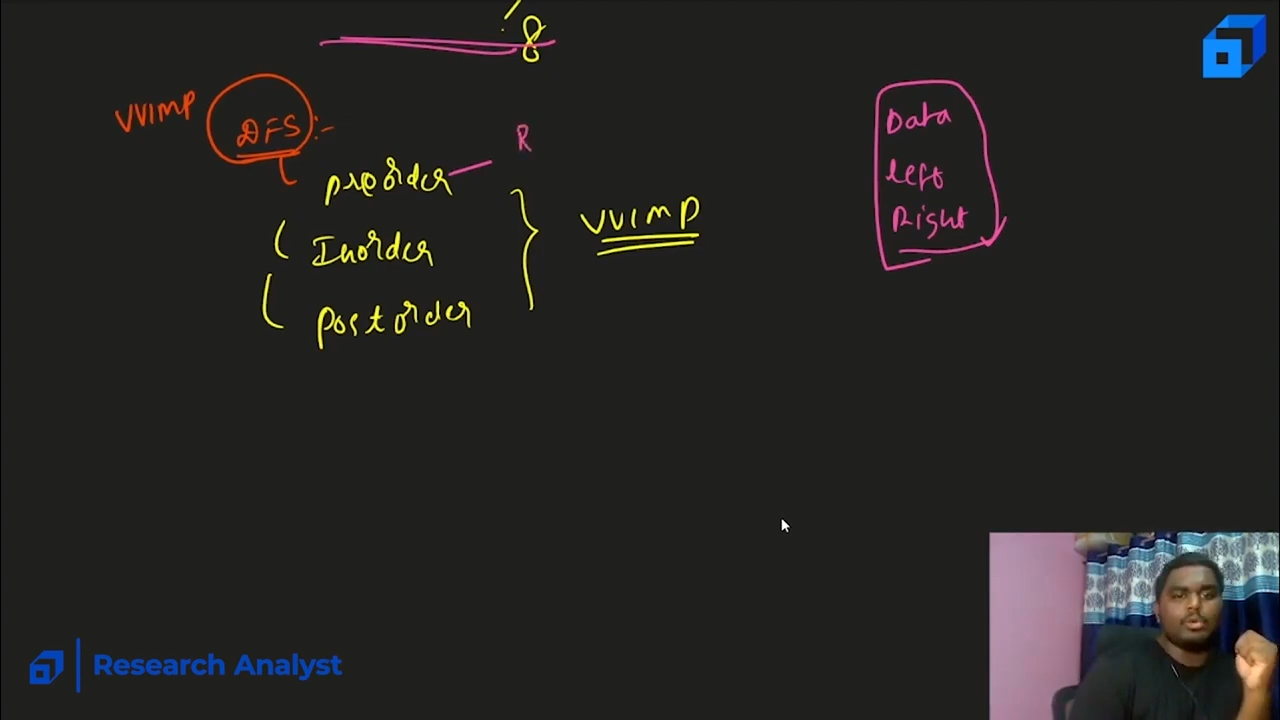 8
VVIMP DFS :-
preorder — R
Inorder
Postorder
VVIMP
Data
left
Right
Research Analyst